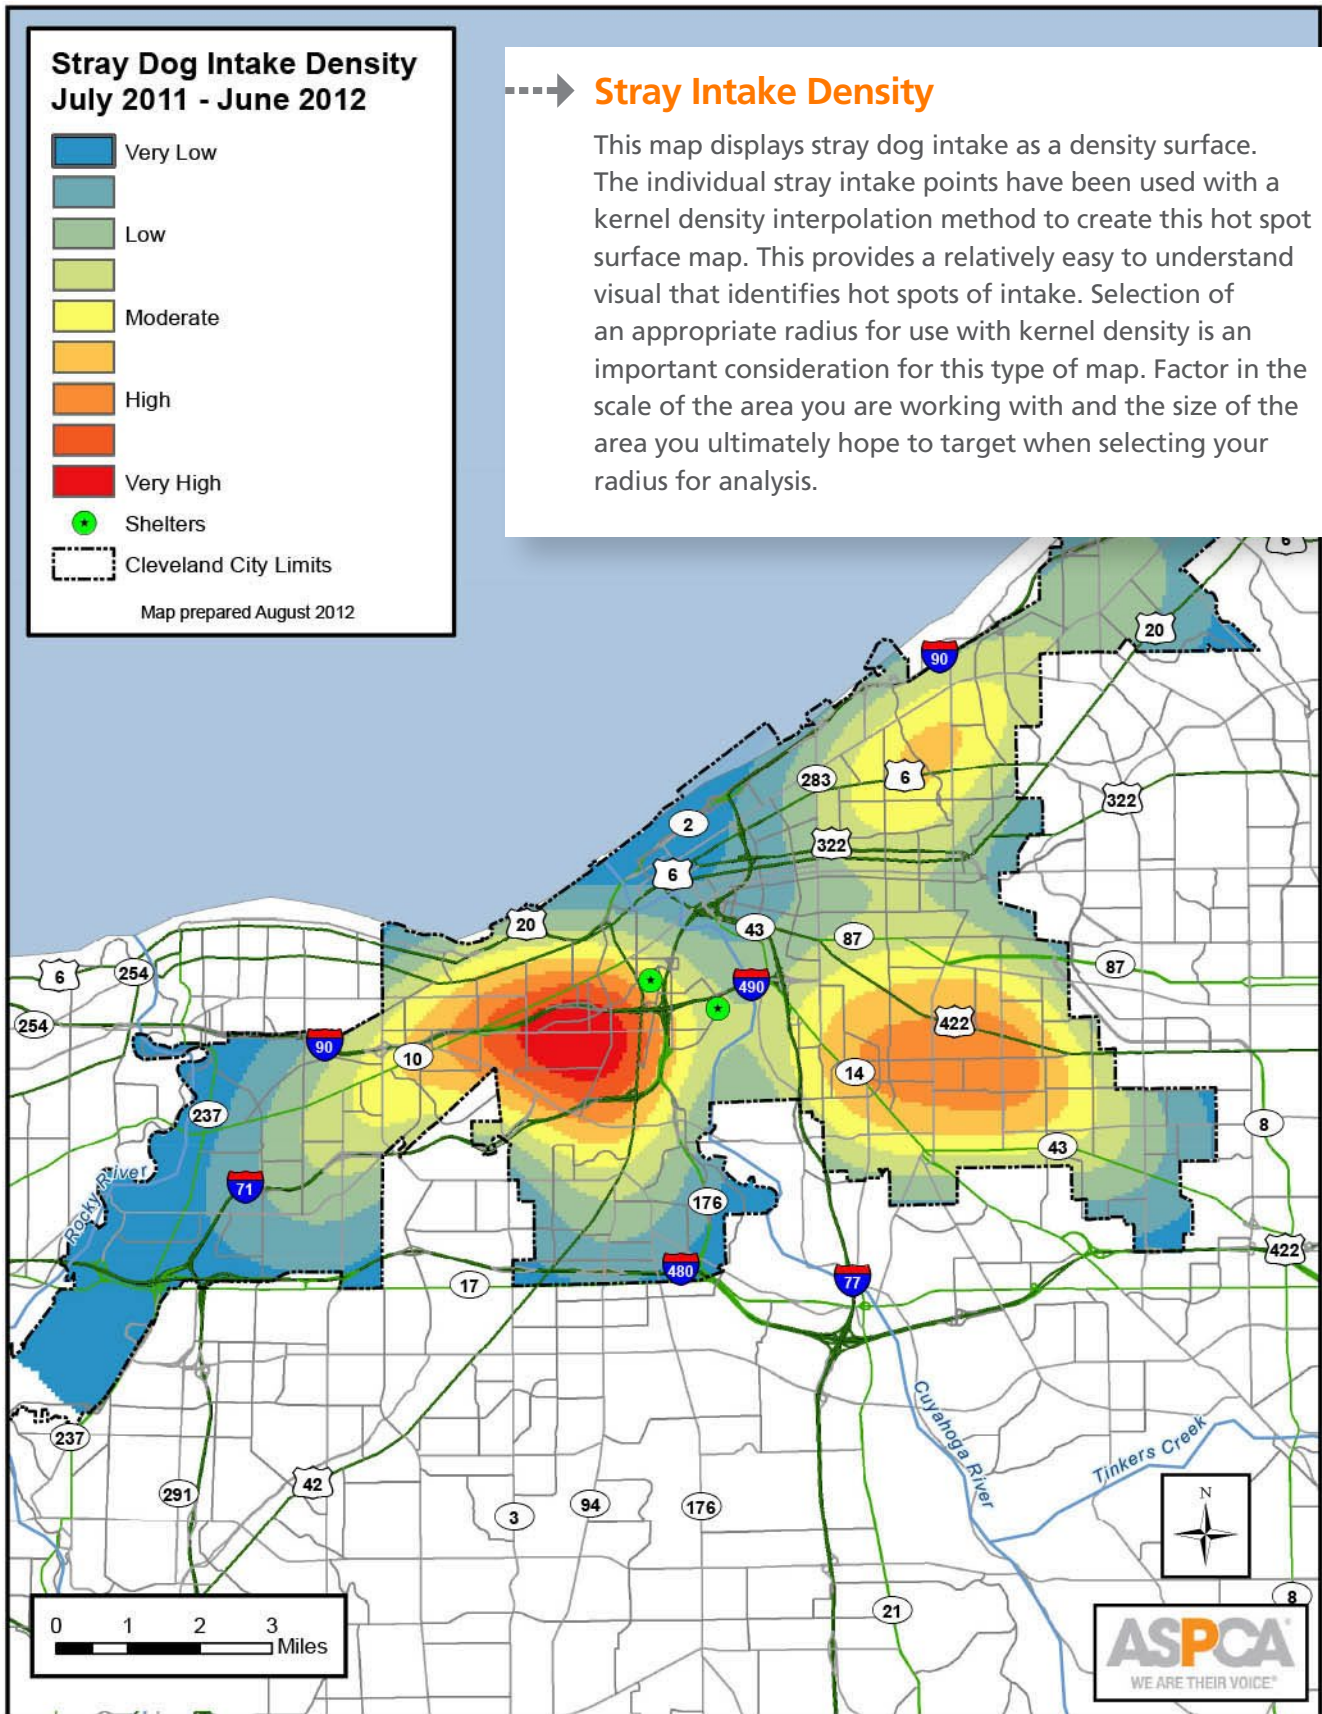 Stray Dog Intake Density
July 2011 - June 2012
Very Low
Low
Moderate
High
Very High
Shelters
Cleveland City Limits
Map prepared August 2012
Stray Intake Density
This map displays stray dog intake as a density surface.
The individual stray intake points have been used with a
kernel density interpolation method to create this hot spot
surface map. This provides a relatively easy to understand
visual that identifies hot spots of intake. Selection of
an appropriate radius for use with kernel density is an
important consideration for this type of map. Factor in the
scale of the area you are working with and the size of the
area you ultimately hope to target when selecting your
radius for analysis.
6
20
90
283
6
322
2
322
6
20
43
87
87
6
254
490
254
422
90
10
14
237
8
43
Rocky River
71
176
422
480
17
77
Cuyahoga River
Tinkers Creek
237
42
291
94
176
3
N
8
21
0 1 2 3
Miles
ASPCA
WE ARE THEIR VOICE®